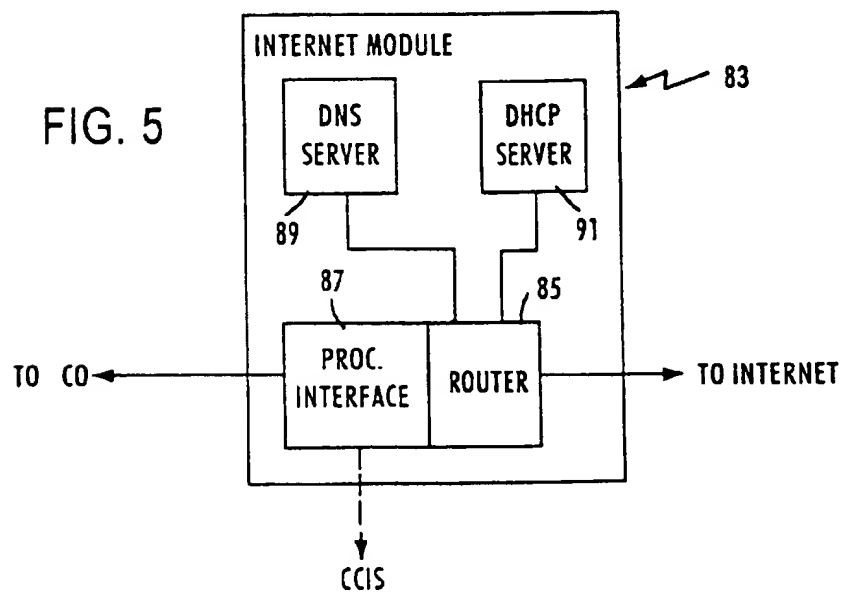 INTERNET MODULE
83
FIG. 5
DNS
SERVER
DHCP
SERVER
89
91
87
85
TO CO
PROC.
INTERFACE
ROUTER
TO INTERNET
CCIS